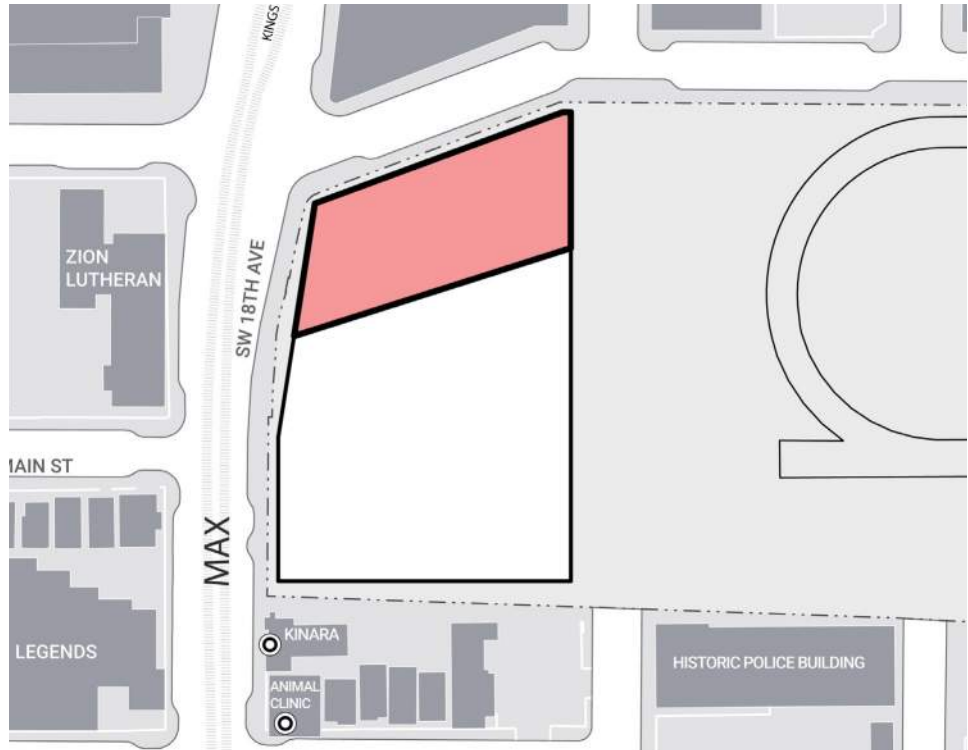 KINGS
ZION
LUTHERAN
SW 18TH AVE
MAIN ST
MAX
LEGENDS
KINARA
ANIMAL
CLINIC
HISTORIC POLICE BUILDING